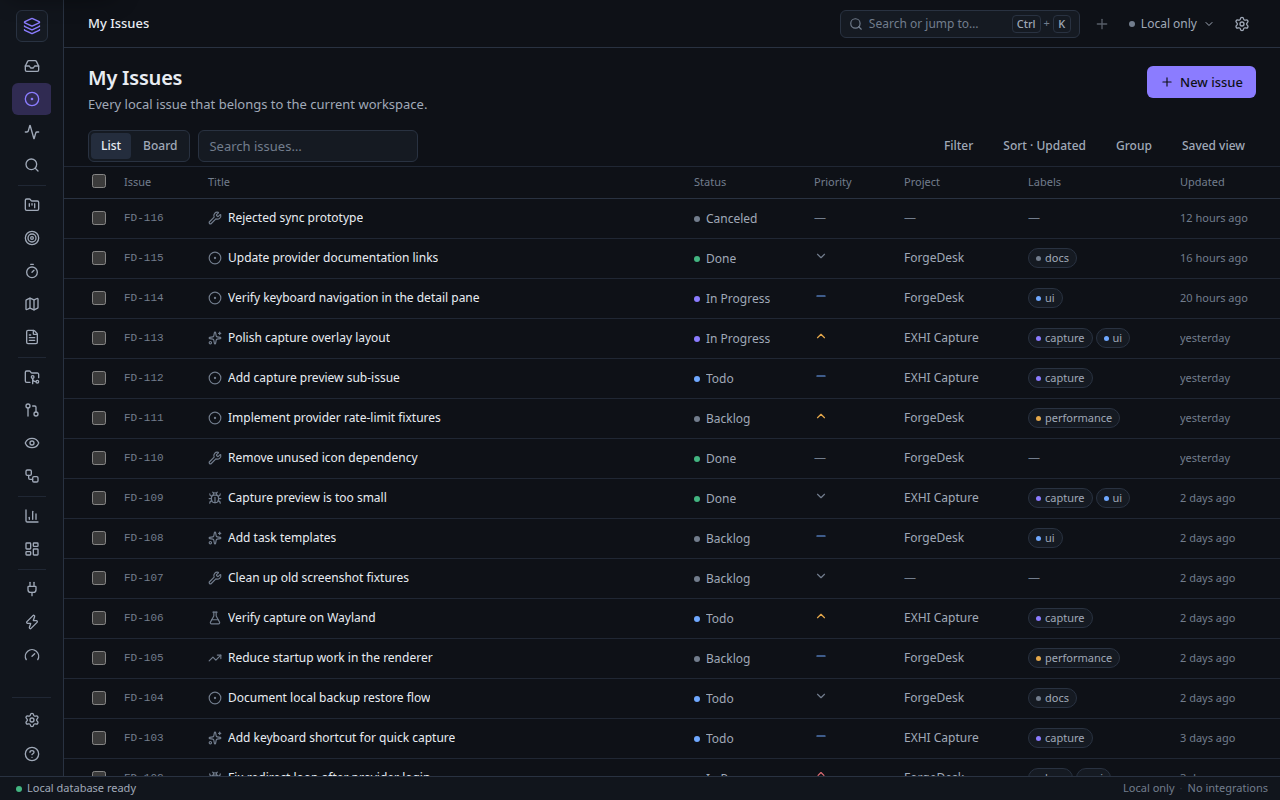 My Issues
Search or jump to... Ctrl + K
Local only
My Issues
Every local issue that belongs to the current workspace.
New issue
List Board Search issues... Filter Sort · Updated Group Saved view
Issue Title Status Priority Project Labels Updated
FD-116 Rejected sync prototype Canceled — — — 12 hours ago
FD-115 Update provider documentation links Done ForgeDesk docs 16 hours ago
FD-114 Verify keyboard navigation in the detail pane In Progress ForgeDesk ui 20 hours ago
FD-113 Polish capture overlay layout In Progress EXHI Capture capture ui yesterday
FD-112 Add capture preview sub-issue Todo EXHI Capture capture yesterday
FD-111 Implement provider rate-limit fixtures Backlog ForgeDesk performance yesterday
FD-110 Remove unused icon dependency Done — ForgeDesk — yesterday
FD-109 Capture preview is too small Done EXHI Capture capture ui 2 days ago
FD-108 Add task templates Backlog ForgeDesk ui 2 days ago
FD-107 Clean up old screenshot fixtures Backlog — — 2 days ago
FD-106 Verify capture on Wayland Todo EXHI Capture capture 2 days ago
FD-105 Reduce startup work in the renderer Backlog ForgeDesk performance 2 days ago
FD-104 Document local backup restore flow Todo ForgeDesk docs 2 days ago
FD-103 Add keyboard shortcut for quick capture Todo EXHI Capture capture 3 days ago
Local database ready Local only · No integrations